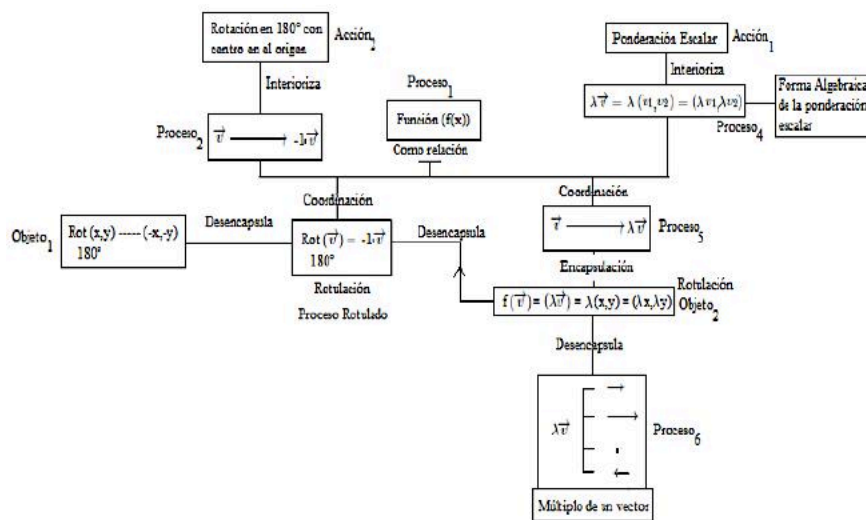 Rotación en 180° con
centro en el origen
Acción2
Interioriza
Ponderación Escalar
Acción1
Interioriza
Proceso1
Función (f(x))
Como relación
λv⃗ = λ(v1,v2) = (λv1,λv2)
Proceso4
Forma Algebraica
de la ponderación
escalar
Proceso2
v⃗ ⟶ -1·v⃗
Coordinación
Coordinación
Objeto1
Rot (x,y) ----- (-x,-y)
180°
Desencapsula
Rot (v⃗) = -1·v⃗
180°
Rotulación
Proceso Rotulado
Desencapsula
v⃗ ⟶ λv⃗
Proceso5
Encapsulación
f(v⃗) = (λv⃗) = λ(x,y) = (λx,λy)
Rotulación
Objeto2
Desencapsula
λv⃗
Proceso6
Múltiplo de un vector